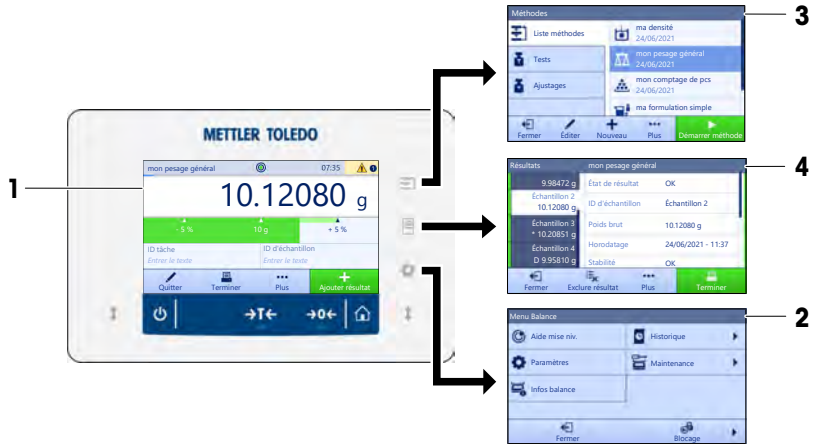 1
METTLER TOLEDO
mon pesage général
07:35
10.12080 g
- 5 %
10 g
+ 5 %
ID tâche
Entrer le texte
ID d'échantillon
Entrer le texte
Quitter
Terminer
Plus
Ajouter résultat
→T←
→0←
3
Méthodes
Liste méthodes
Tests
Ajustages
ma densité
24/06/2021
mon pesage général
24/06/2021
mon comptage de pcs
24/06/2021
ma formulation simple
Fermer
Éditer
Nouveau
Plus
Démarrer méthode
4
Résultats
mon pesage général
9.98472 g
Échantillon 2
10.12080 g
Échantillon 3
* 10.20851 g
Échantillon 4
D 9.95810 g
État de résultat
OK
ID d'échantillon
Échantillon 2
Poids brut
10.12080 g
Horodatage
24/06/2021 - 11:37
Stabilité
OK
Fermer
Exclure résultat
Plus
Terminer
2
Menu Balance
Aide mise niv.
Historique
Paramètres
Maintenance
Infos balance
Fermer
Blocage